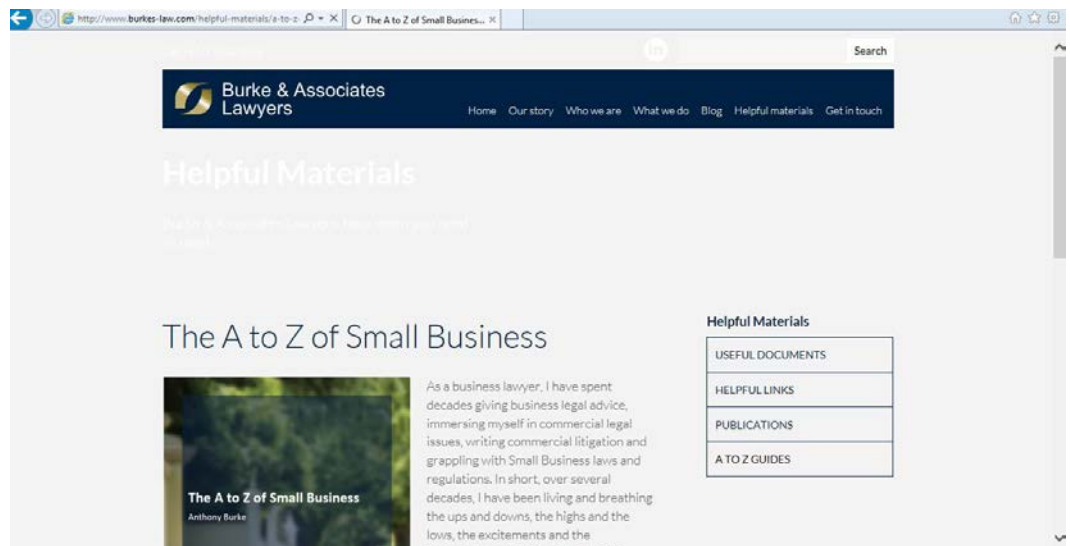 http://www.burkes-law.com/helpful-materials/a-to-z
The A to Z of Small Busines...
in
Search
Burke & Associates
Lawyers
Home Our story Who we are What we do Blog Helpful materials Get in touch
Helpful Materials
The A to Z of Small Business
Helpful Materials
USEFUL DOCUMENTS
HELPFUL LINKS
PUBLICATIONS
A TO Z GUIDES
The A to Z of Small Business
Anthony Burke
As a business lawyer, I have spent
decades giving business legal advice,
immersing myself in commercial legal
issues, writing commercial litigation and
grappling with Small Business laws and
regulations. In short, over several
decades, I have been living and breathing
the ups and downs, the highs and the
lows, the excitements and the